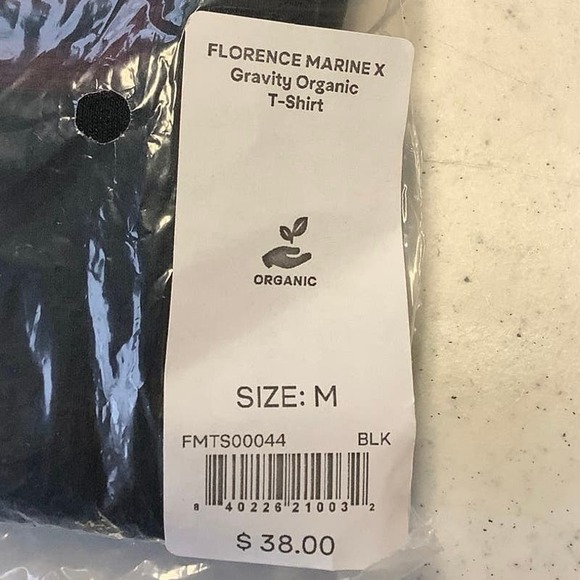 FLORENCE MARINE X
Gravity Organic
T-Shirt
ORGANIC
SIZE: M
FMTS00044 BLK
8 40226 21003 2
$ 38.00